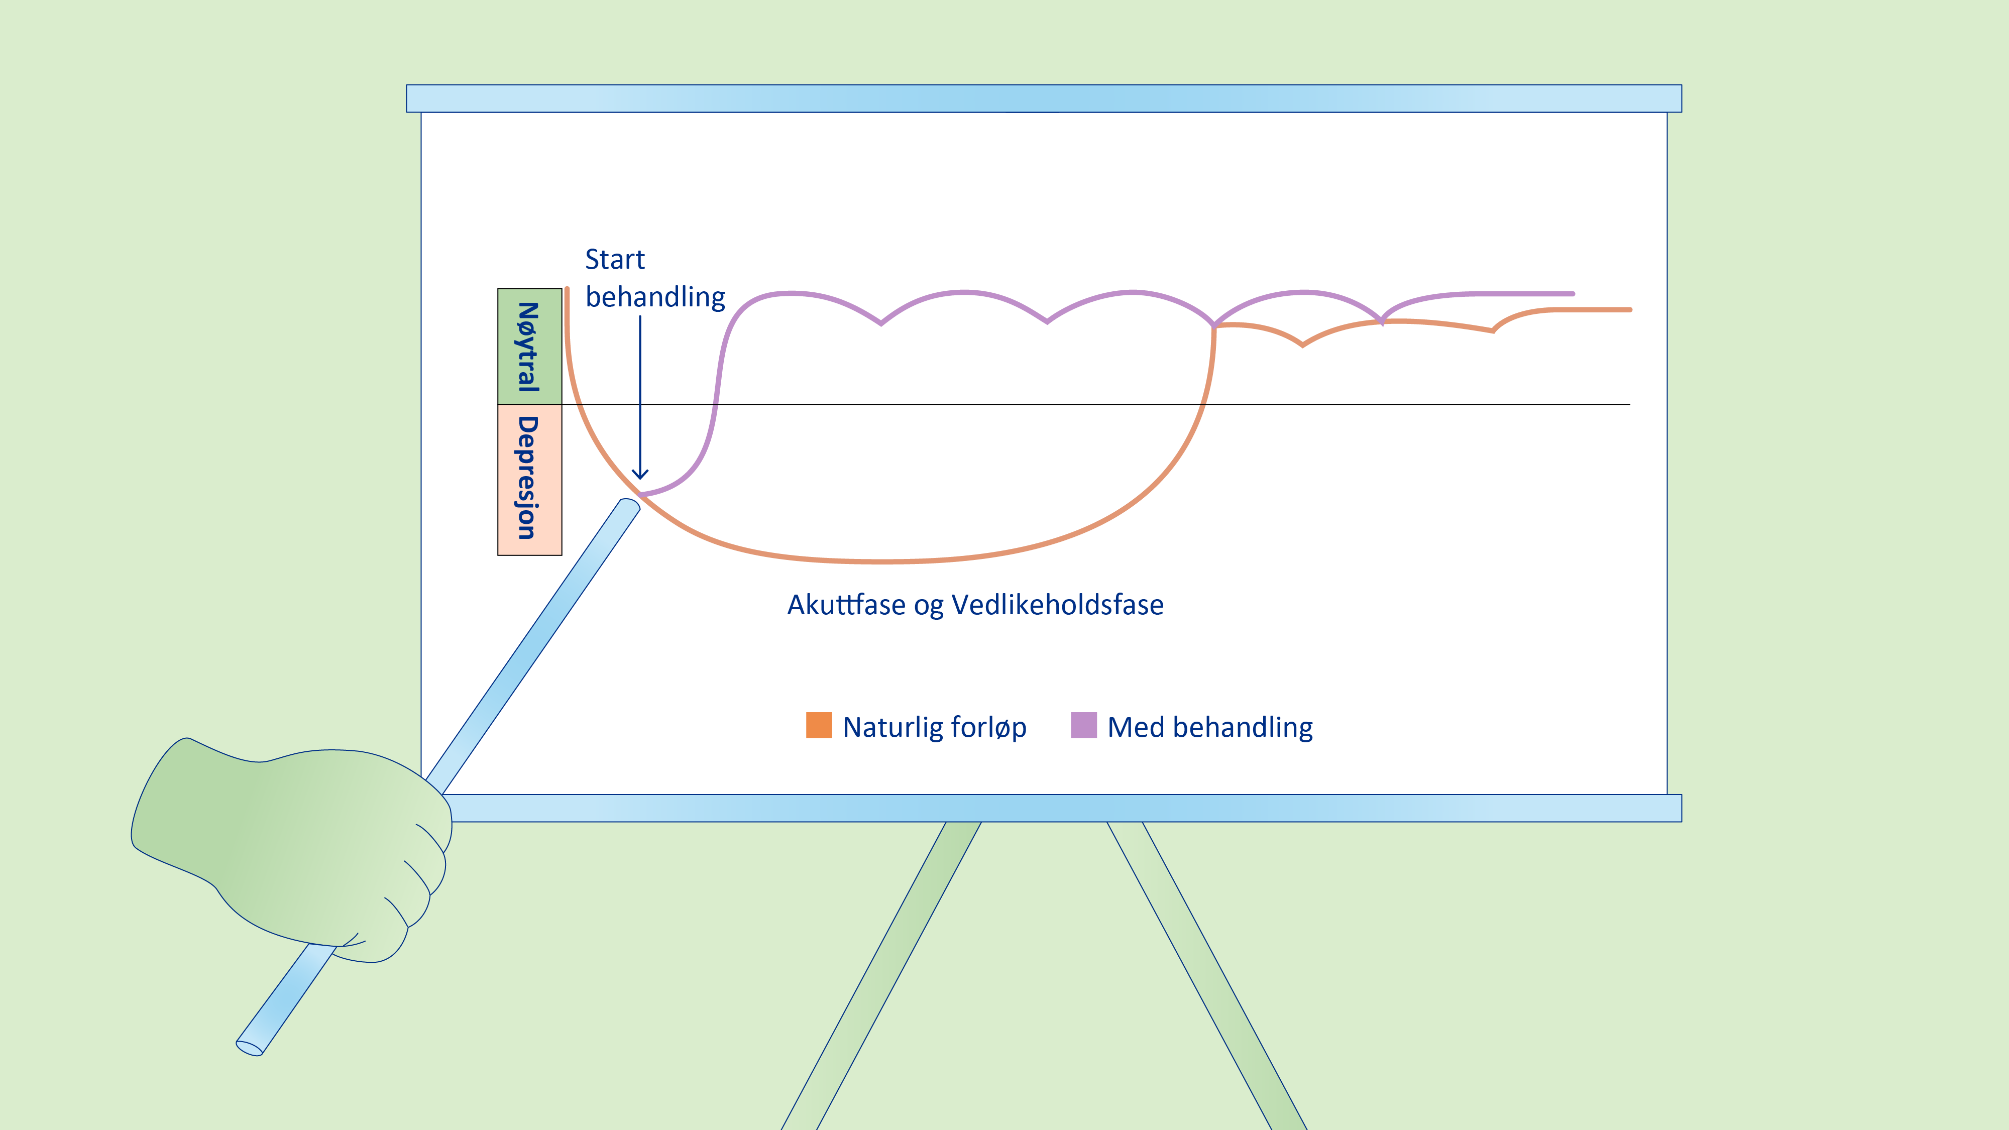 Start
behandling
Nøytral
Depresjon
Akuttfase og Vedlikeholdsfase
Naturlig forløp
Med behandling